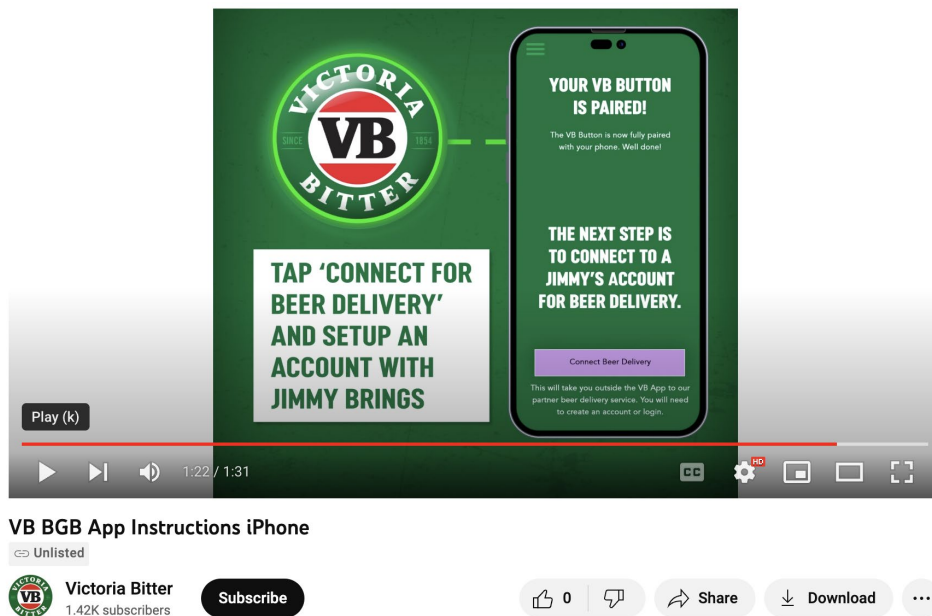 VICTORIA
SINCE VB 1854
BITTER
TAP ‘CONNECT FOR
BEER DELIVERY’
AND SETUP AN
ACCOUNT WITH
JIMMY BRINGS
YOUR VB BUTTON
IS PAIRED!
The VB Button is now fully paired
with your phone. Well done!
THE NEXT STEP IS
TO CONNECT TO A
JIMMY'S ACCOUNT
FOR BEER DELIVERY.
Connect Beer Delivery
This will take you outside the VB App to our
partner beer delivery service. You will need
to create an account or login.
Play (k)
1:22 / 1:31
CC
HD
VB BGB App Instructions iPhone
Unlisted
VICTORIA
VB
BITTER
Victoria Bitter
1.42K subscribers
Subscribe
0
Share
Download